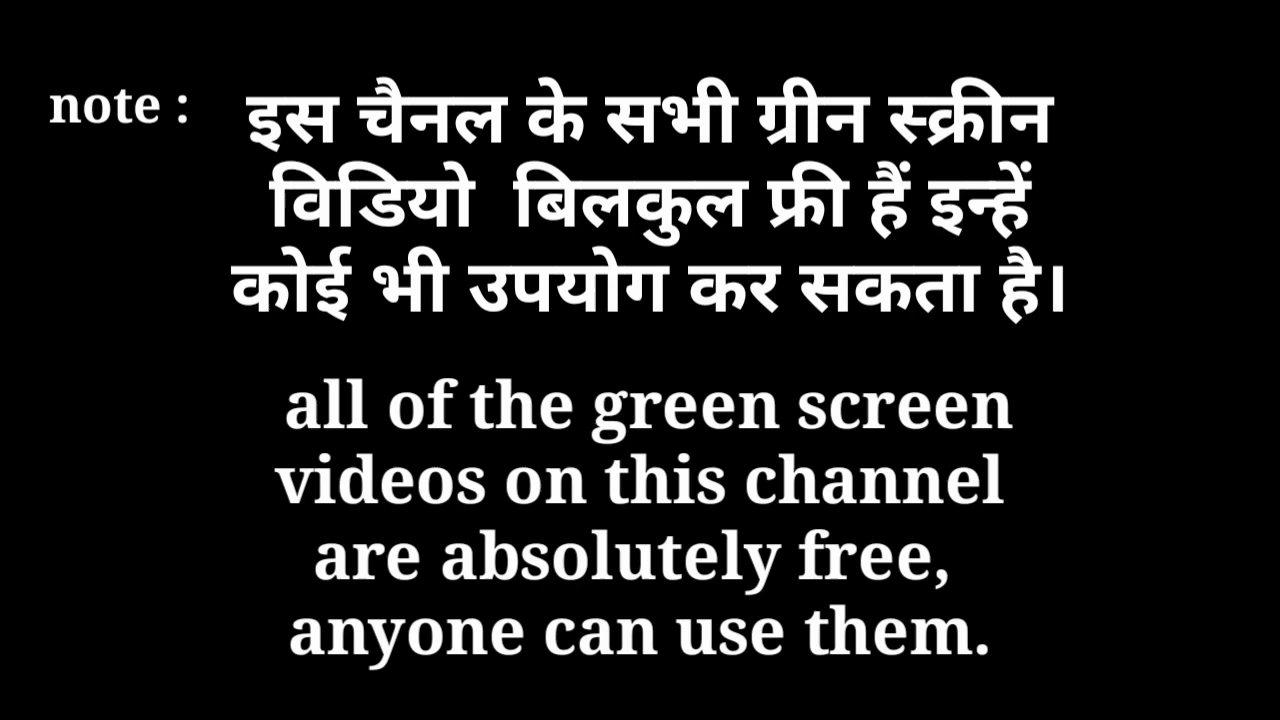 note :
इस चैनल के सभी ग्रीन स्क्रीन
विडियो बिलकुल फ्री हैं इन्हें
कोई भी उपयोग कर सकता है।
all of the green screen
videos on this channel
are absolutely free,
anyone can use them.